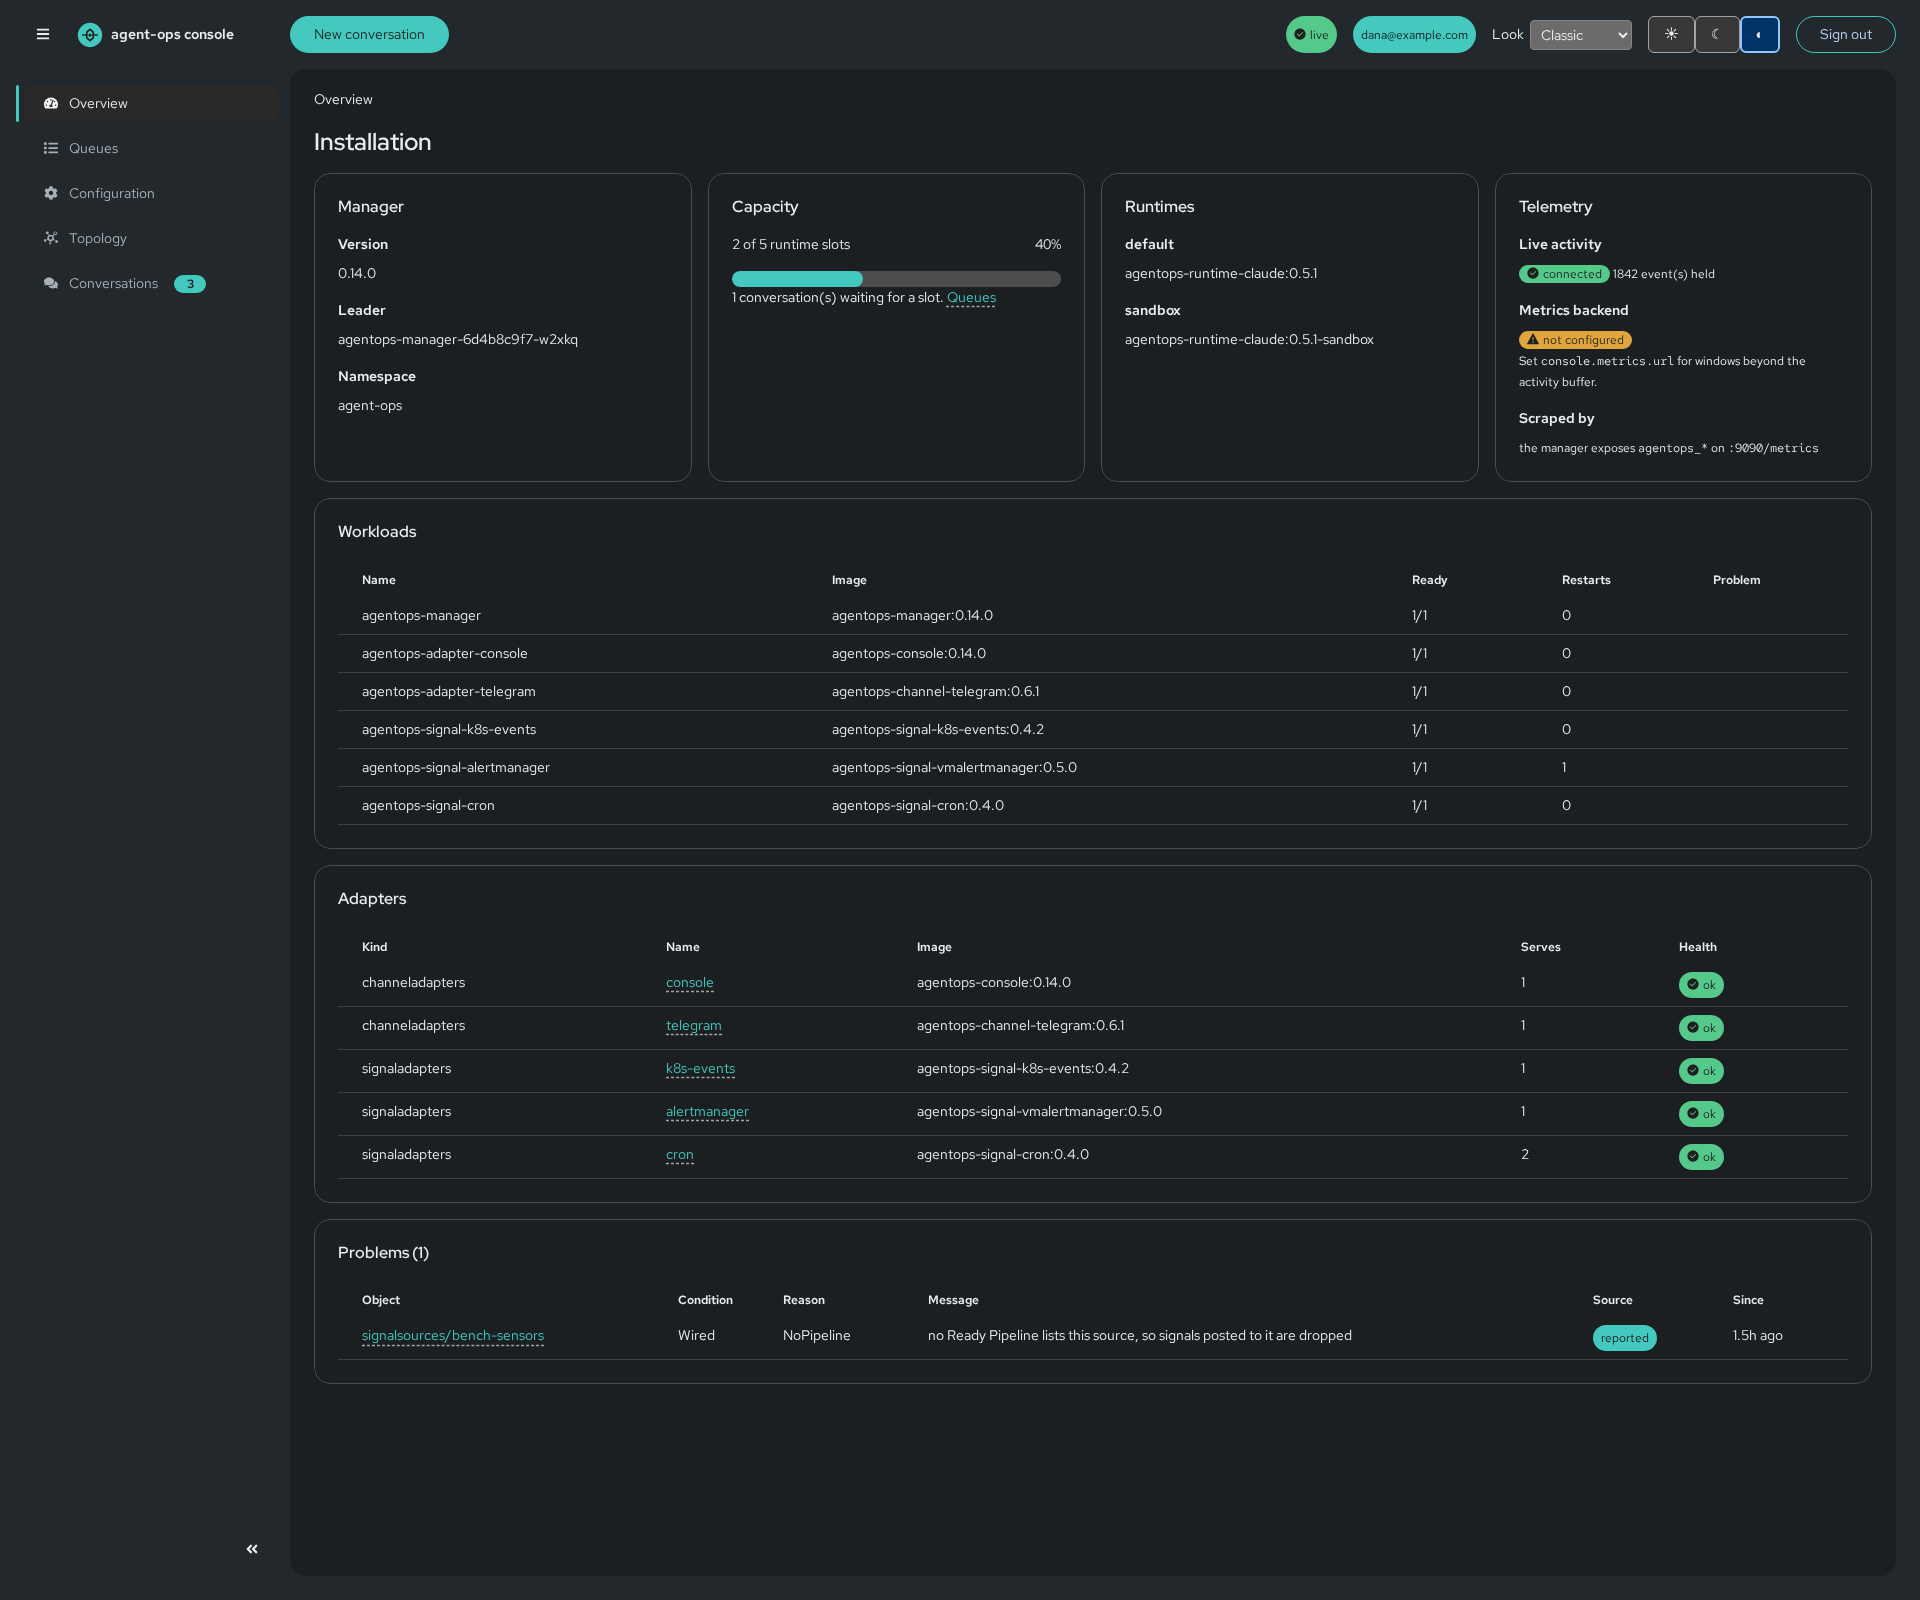 agent-ops console
New conversation
live
dana@example.com
Look
Classic
Sign out
Overview
Queues
Configuration
Topology
Conversations 3
Overview
Installation
Manager
Version
0.14.0
Leader
agentops-manager-6d4b8c9f7-w2xkq
Namespace
agent-ops
Capacity
2 of 5 runtime slots 40%
1 conversation(s) waiting for a slot. Queues
Runtimes
default
agentops-runtime-claude:0.5.1
sandbox
agentops-runtime-claude:0.5.1-sandbox
Telemetry
Live activity
connected 1842 event(s) held
Metrics backend
not configured
Set console.metrics.url for windows beyond the
activity buffer.
Scraped by
the manager exposes agentops_* on :9090/metrics
Workloads
Name Image Ready Restarts Problem
agentops-manager agentops-manager:0.14.0 1/1 0
agentops-adapter-console agentops-console:0.14.0 1/1 0
agentops-adapter-telegram agentops-channel-telegram:0.6.1 1/1 0
agentops-signal-k8s-events agentops-signal-k8s-events:0.4.2 1/1 0
agentops-signal-alertmanager agentops-signal-vmalertmanager:0.5.0 1/1 1
agentops-signal-cron agentops-signal-cron:0.4.0 1/1 0
Adapters
Kind Name Image Serves Health
channeladapters console agentops-console:0.14.0 1 ok
channeladapters telegram agentops-channel-telegram:0.6.1 1 ok
signaladapters k8s-events agentops-signal-k8s-events:0.4.2 1 ok
signaladapters alertmanager agentops-signal-vmalertmanager:0.5.0 1 ok
signaladapters cron agentops-signal-cron:0.4.0 2 ok
Problems (1)
Object Condition Reason Message Source Since
signalsources/bench-sensors Wired NoPipeline no Ready Pipeline lists this source, so signals posted to it are dropped reported 1.5h ago